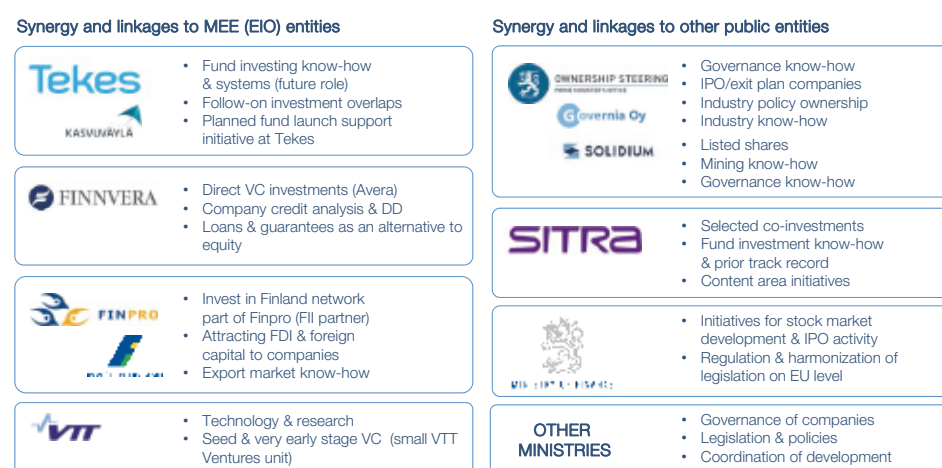 Synergy and linkages to MEE (EIO) entities
Tekes
KASVUVÄYLÄ
• Fund investing know-how
& systems (future role)
• Follow-on investment overlaps
• Planned fund launch support
initiative at Tekes
FINNVERA
• Direct VC investments (Avera)
• Company credit analysis & DD
• Loans & guarantees as an alternative to
equity
FINPRO
• Invest in Finland network
part of Finpro (FII partner)
• Attracting FDI & foreign
capital to companies
• Export market know-how
VTT
• Technology & research
• Seed & very early stage VC (small VTT
Ventures unit)
Synergy and linkages to other public entities
OWNERSHIP STEERING
PRIME MINISTER'S OFFICE
Governia Oy
SOLIDIUM
• Governance know-how
• IPO/exit plan companies
• Industry policy ownership
• Industry know-how
• Listed shares
• Mining know-how
• Governance know-how
SITRA
• Selected co-investments
• Fund investment know-how
& prior track record
• Content area initiatives
MINISTRY OF FINANCE
• Initiatives for stock market
development & IPO activity
• Regulation & harmonization of
legislation on EU level
OTHER
MINISTRIES
• Governance of companies
• Legislation & policies
• Coordination of development